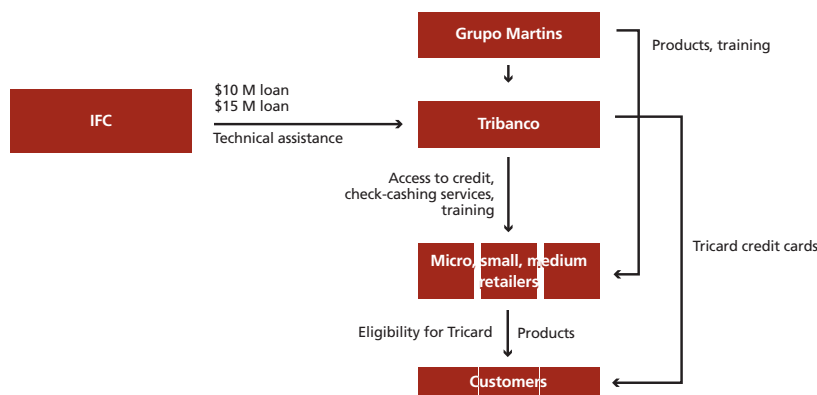 Grupo Martins
Products, training
IFC
$10 M loan
$15 M loan
Technical assistance
Tribanco
Access to credit,
check-cashing services,
training
Tricard credit cards
Micro, small, medium
retailers
Eligibility for Tricard
Products
Customers